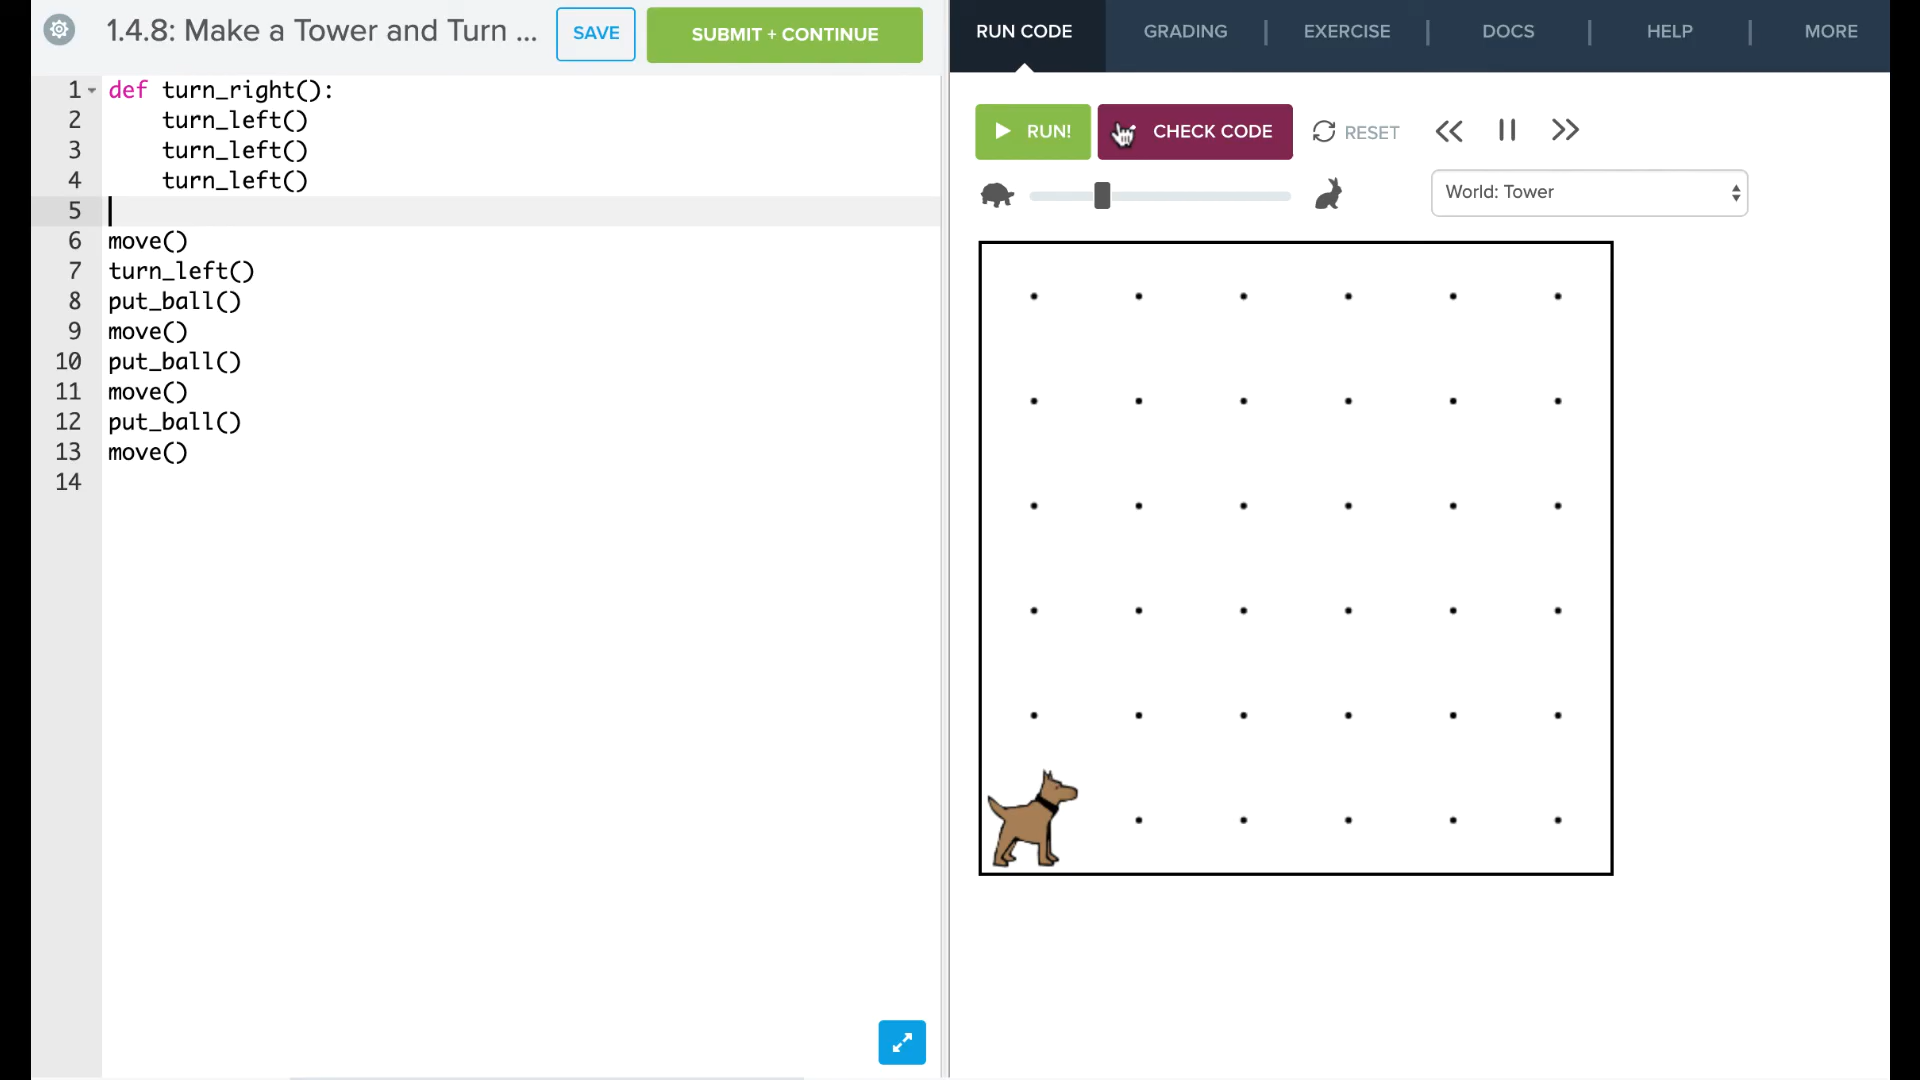 1.4.8: Make a Tower and Turn ...
SAVE
SUBMIT + CONTINUE
RUN CODE
GRADING
EXERCISE
DOCS
HELP
MORE
1 def turn_right():
2 turn_left()
3 turn_left()
4 turn_left()
5
6 move()
7 turn_left()
8 put_ball()
9 move()
10 put_ball()
11 move()
12 put_ball()
13 move()
14
RUN!
CHECK CODE
RESET
World: Tower